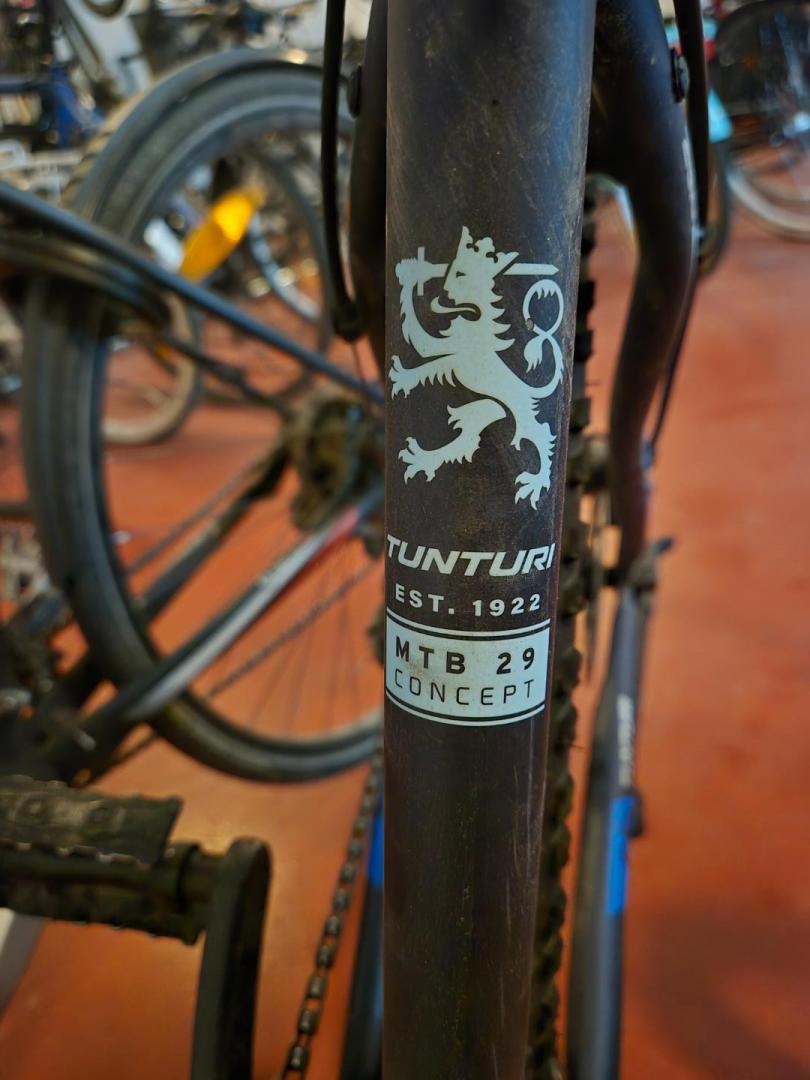 TUNTURI
EST. 1922
MTB 29
CONCEPT